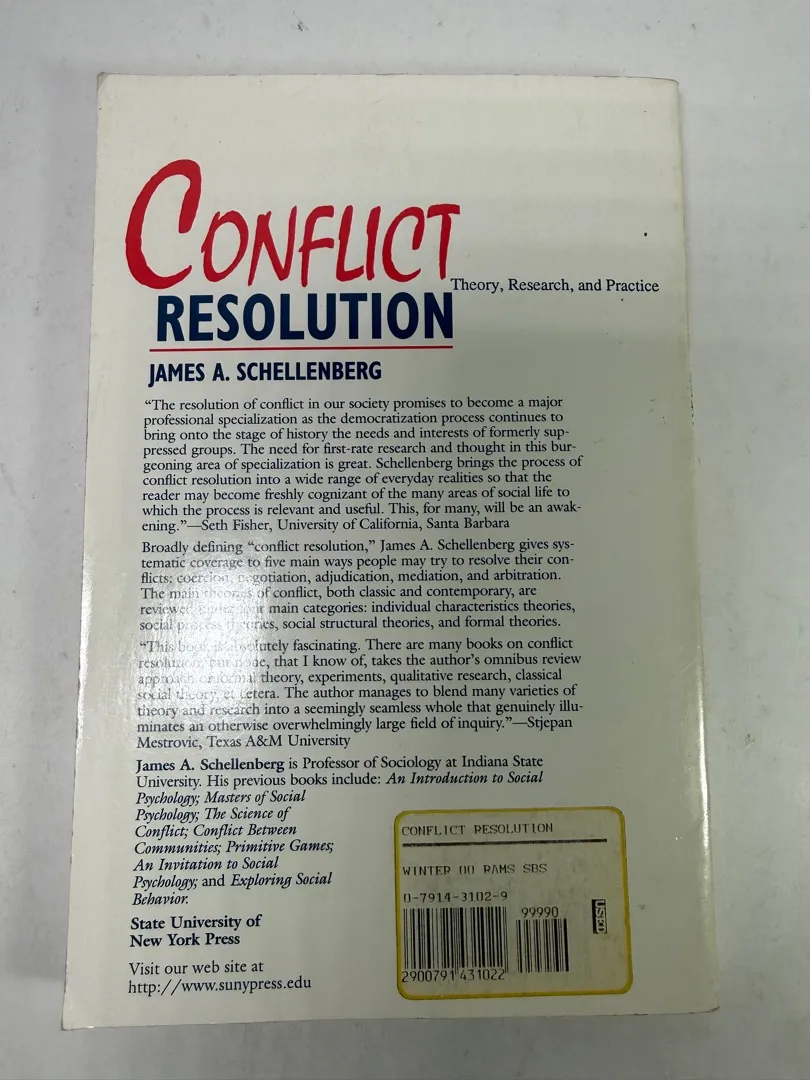 CONFLICT
Theory, Research, and Practice
RESOLUTION
JAMES A. SCHELLENBERG
“The resolution of conflict in our society promises to become a major
professional specialization as the democratization process continues to
bring onto the stage of history the needs and interests of formerly sup-
pressed groups. The need for first-rate research and thought in this bur-
geoning area of specialization is great. Schellenberg brings the process of
conflict resolution into a wide range of everyday realities so that the
reader may become freshly cognizant of the many areas of social life to
which the process is relevant and useful. This, for many, will be an awak-
ening.”—Seth Fisher, University of California, Santa Barbara
Broadly defining “conflict resolution,” James A. Schellenberg gives sys-
tematic coverage to five main ways people may try to resolve their con-
flicts: coercion, negotiation, adjudication, mediation, and arbitration.
The main theories of conflict, both classic and contemporary, are
reviewed under four main categories: individual characteristics theories,
social process theories, social structural theories, and formal theories.
“This book is absolutely fascinating. There are many books on conflict
resolution, but none, that I know of, takes the author’s omnibus review
approach of formal theory, experiments, qualitative research, classical
social theory, et cetera. The author manages to blend many varieties of
theory and research into a seemingly seamless whole that genuinely illu-
minates an otherwise overwhelmingly large field of inquiry.”—Stjepan
Mestrovic, Texas A&M University
James A. Schellenberg is Professor of Sociology at Indiana State
University. His previous books include: An Introduction to Social
Psychology; Masters of Social
Psychology; The Science of
Conflict; Conflict Between
Communities; Primitive Games;
An Invitation to Social
Psychology; and Exploring Social
Behavior.
State University of
New York Press
Visit our web site at
http://www.sunypress.edu
CONFLICT RESOLUTION
WINTER 00 RAMS SBS
0-7914-3102-9
99990
USED
2900791431022